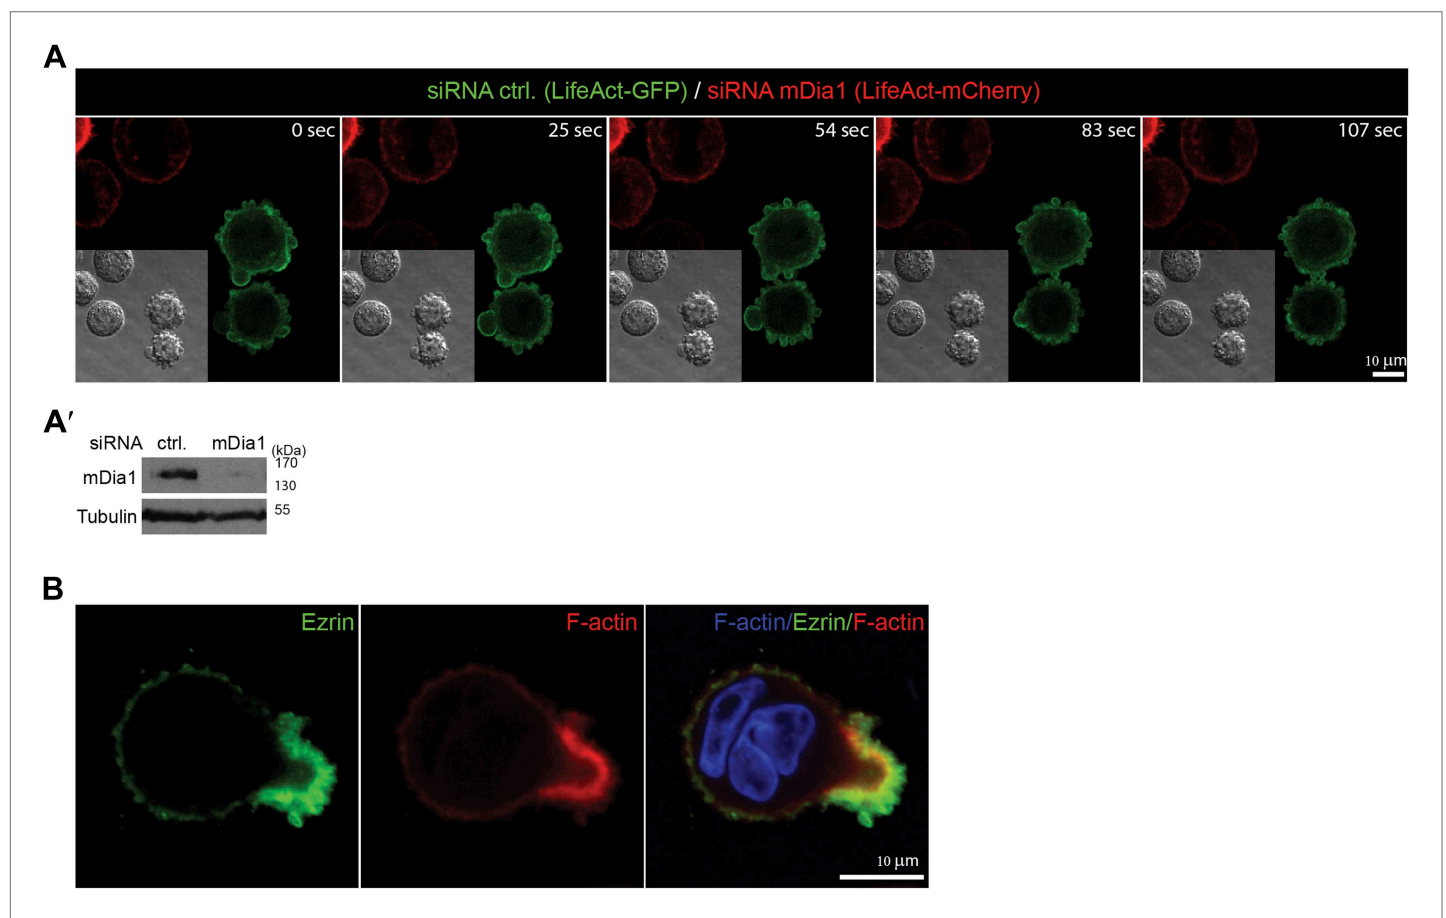 A
siRNA ctrl. (LifeAct-GFP) / siRNA mDia1 (LifeAct-mCherry)
0 sec
25 sec
54 sec
83 sec
107 sec
10 µm
A′
siRNA ctrl. mDia1 (kDa)
170
mDia1
130
55
Tubulin
B
Ezrin
F-actin
F-actin/Ezrin/F-actin
10 µm